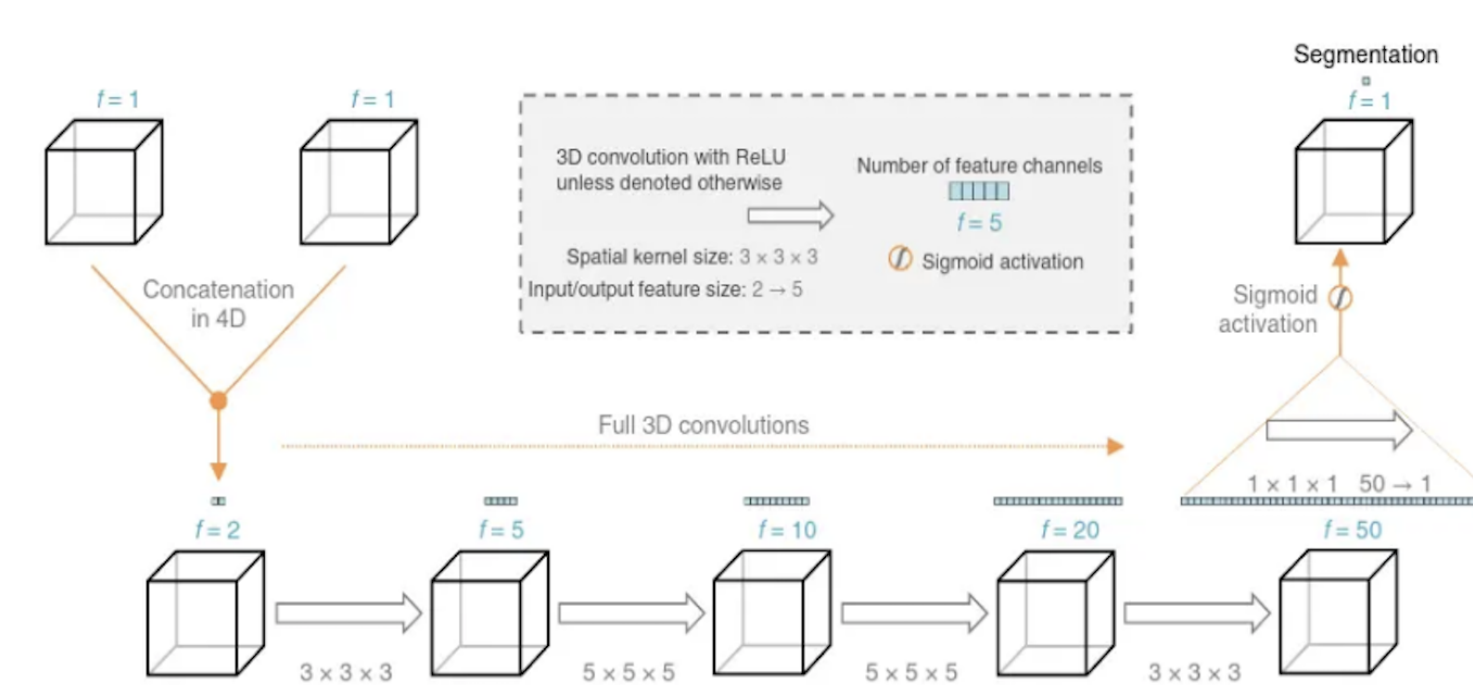 Segmentation
f = 1
f = 1
f = 1
3D convolution with ReLU
unless denoted otherwise
Number of feature channels
f = 5
Spatial kernel size: 3 × 3 × 3
Sigmoid activation
Input/output feature size: 2 → 5
Concatenation
in 4D
Sigmoid
activation
Full 3D convolutions
1 × 1 × 1 50 → 1
f = 2
f = 5
f = 10
f = 20
f = 50
3 × 3 × 3
5 × 5 × 5
5 × 5 × 5
3 × 3 × 3